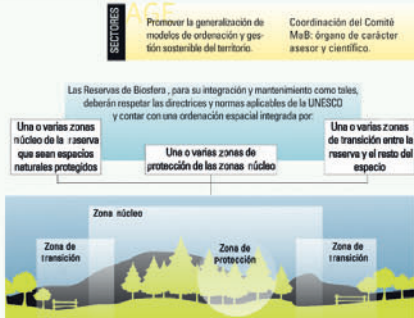 AGE
SECTORES
Promover la generalización de
modelos de ordenación y ges-
tión sostenible del territorio.
Coordinación del Comité
MaB: órgano de carácter
asesor y científico.
Las Reservas de Biosfera , para su integración y mantenimiento como tales,
deberán respetar las directrices y normas aplicables de la UNESCO
y contar con una ordenación espacial integrada por:
Una o varias zonas
núcleo de la reserva
que sean espacios
naturales protegidos
Una o varias zonas de
protección de las zonas núcleo
Una o varias zonas
de transición entre la
reserva y el resto del
espacio
Zona núcleo
Zona de
transición
Zona de
protección
Zona de
transición